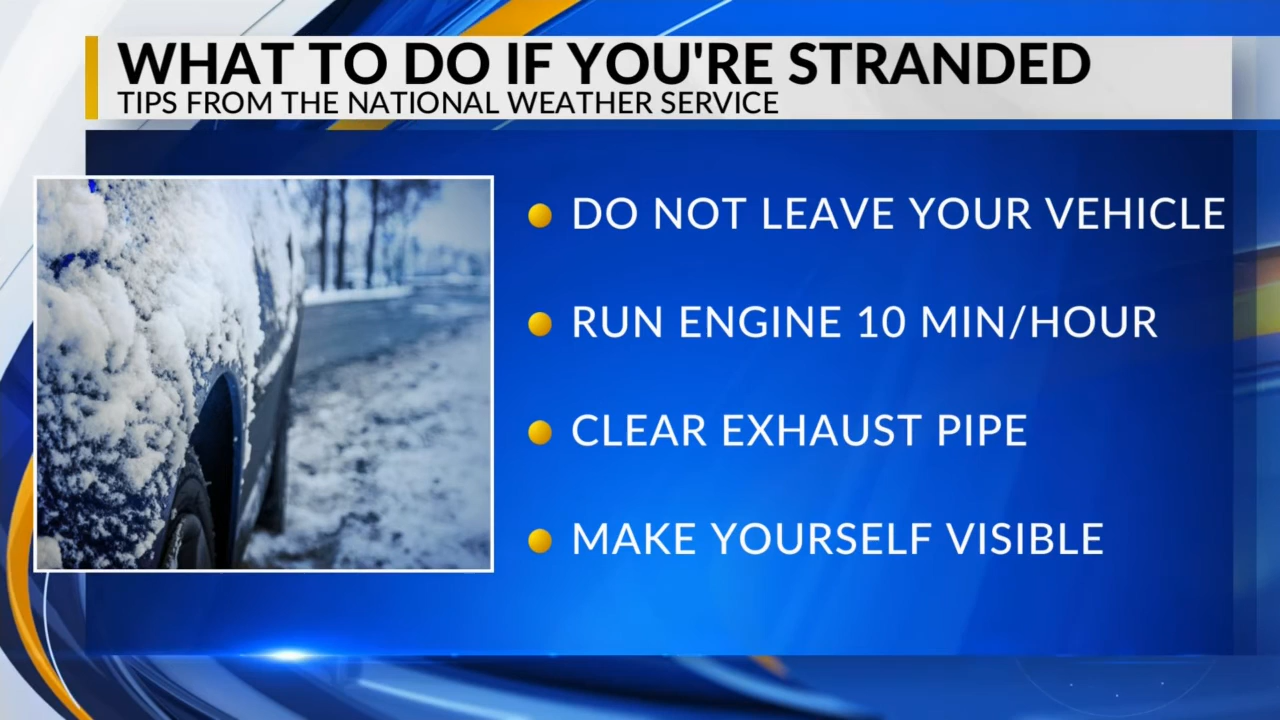 WHAT TO DO IF YOU'RE STRANDED
TIPS FROM THE NATIONAL WEATHER SERVICE
DO NOT LEAVE YOUR VEHICLE
RUN ENGINE 10 MIN/HOUR
CLEAR EXHAUST PIPE
MAKE YOURSELF VISIBLE